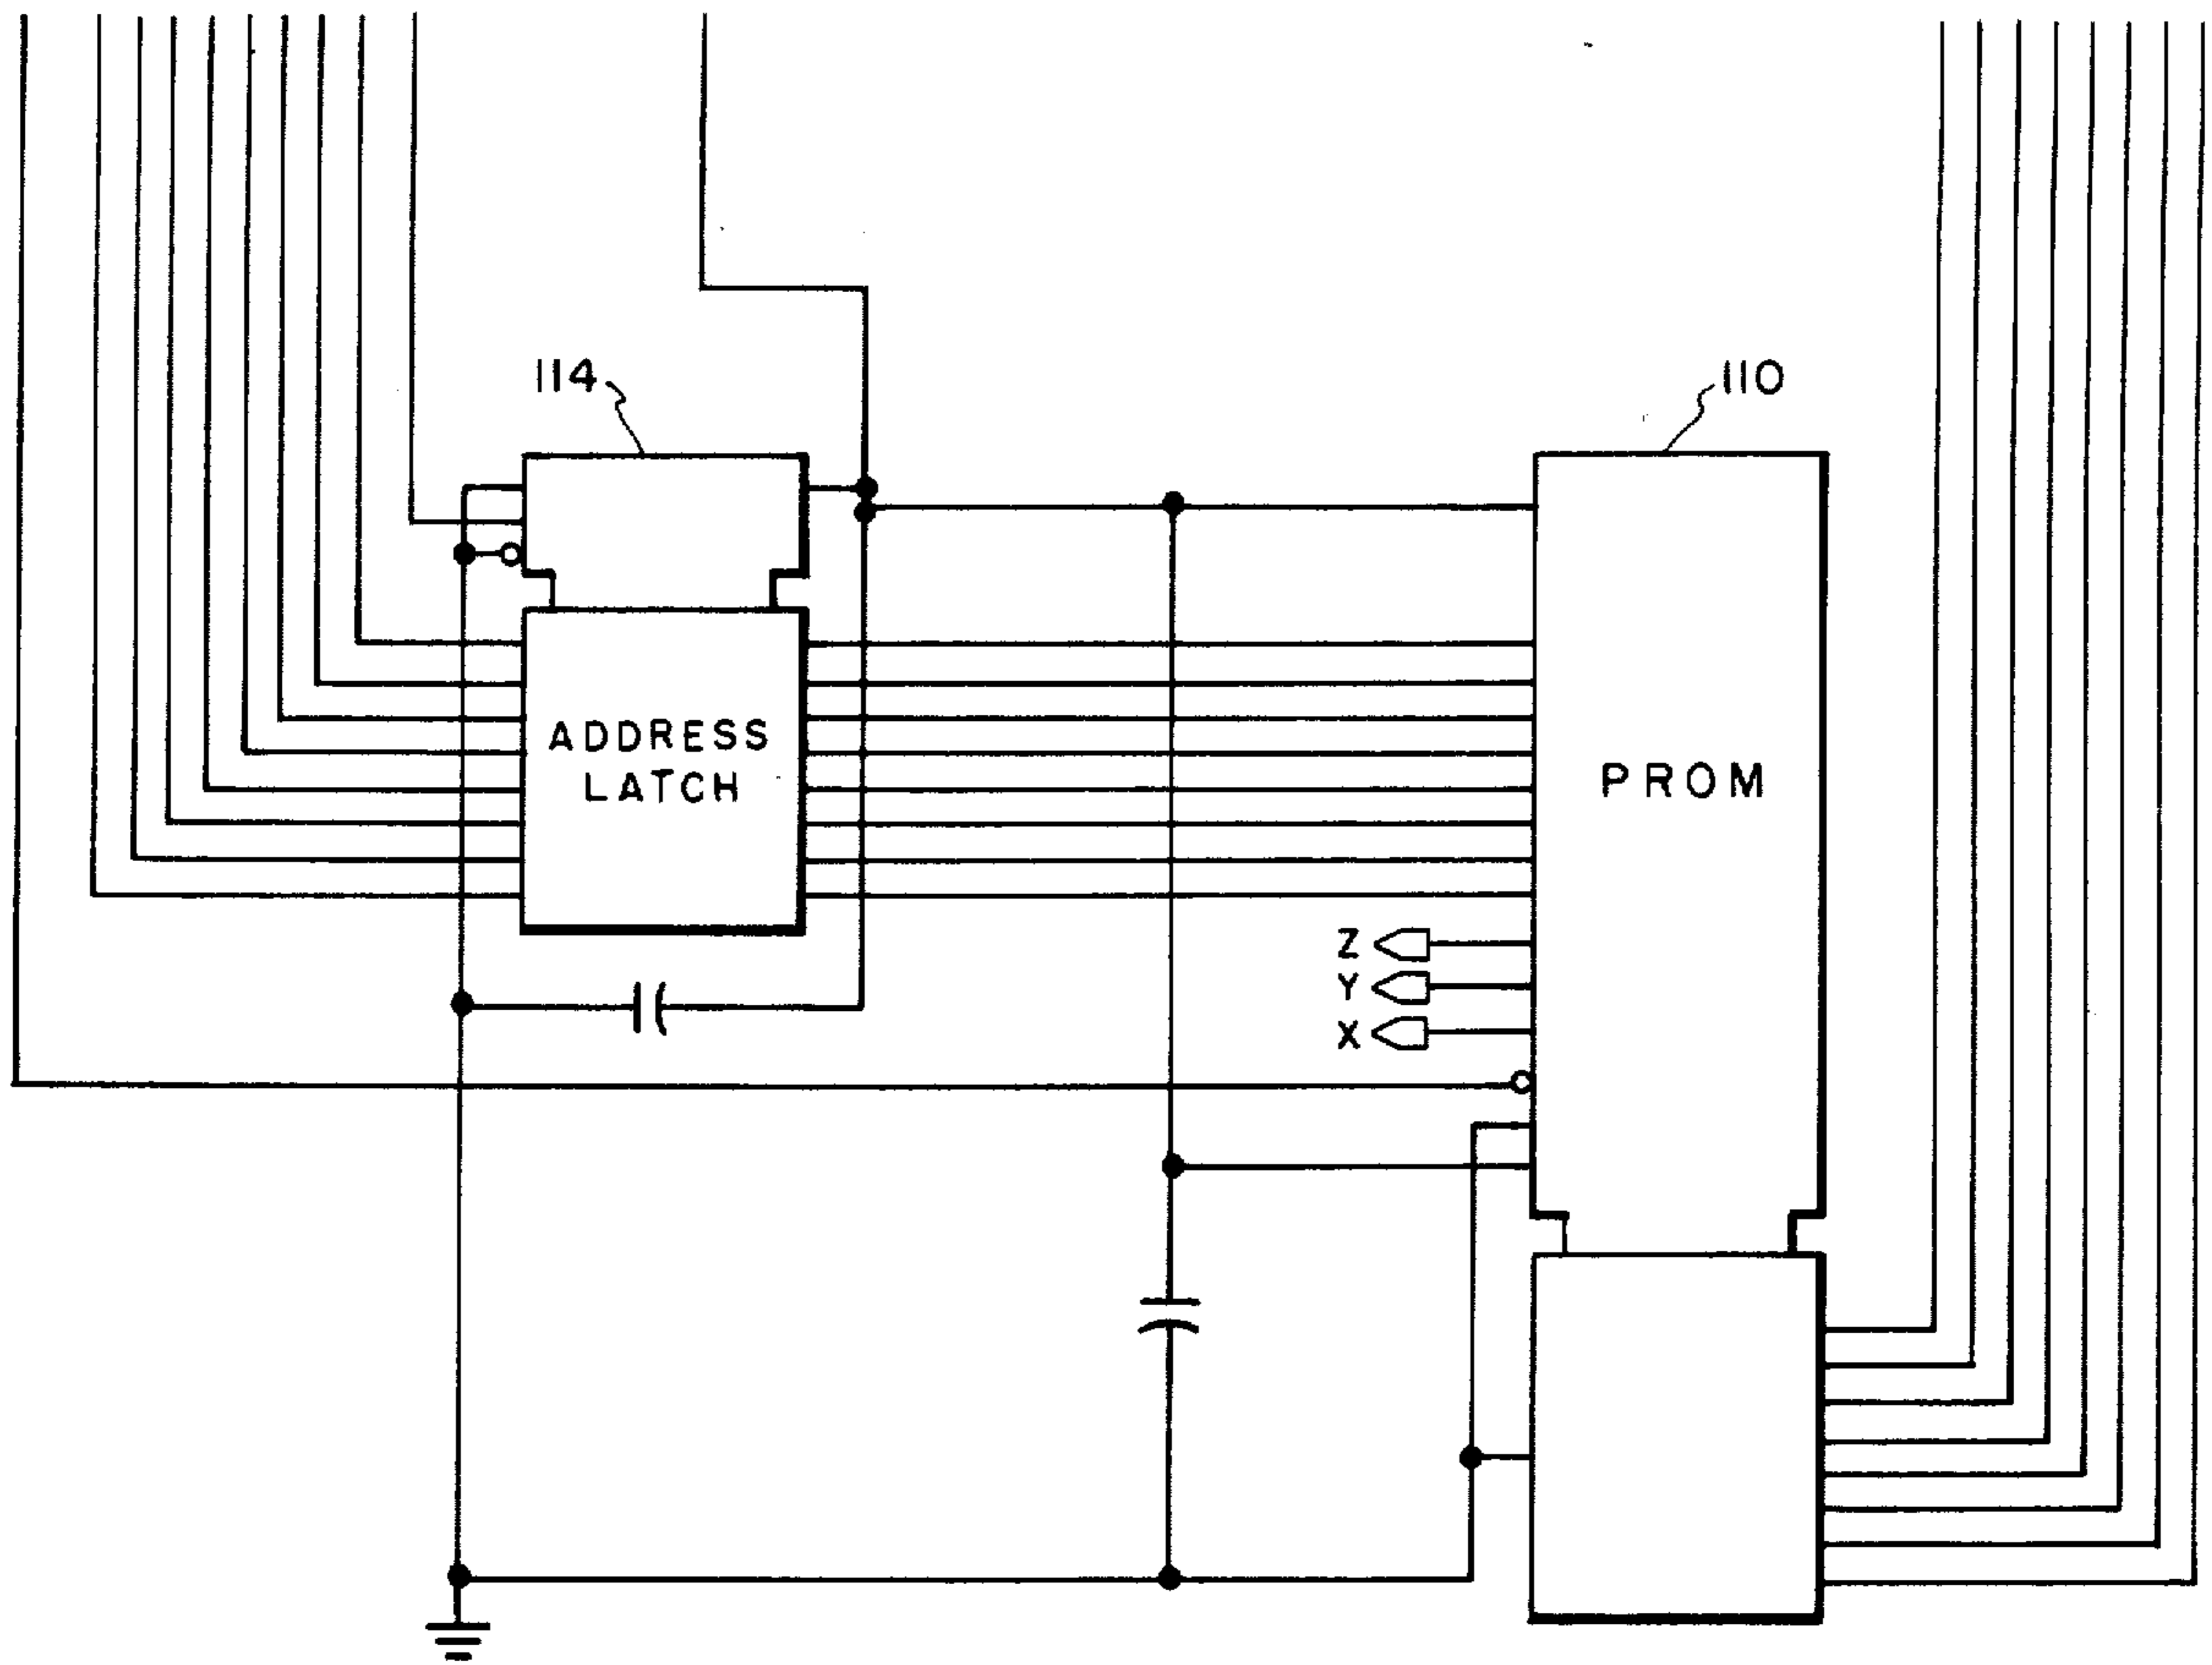 114
110
ADDRESS
LATCH
PROM
Z
Y
X